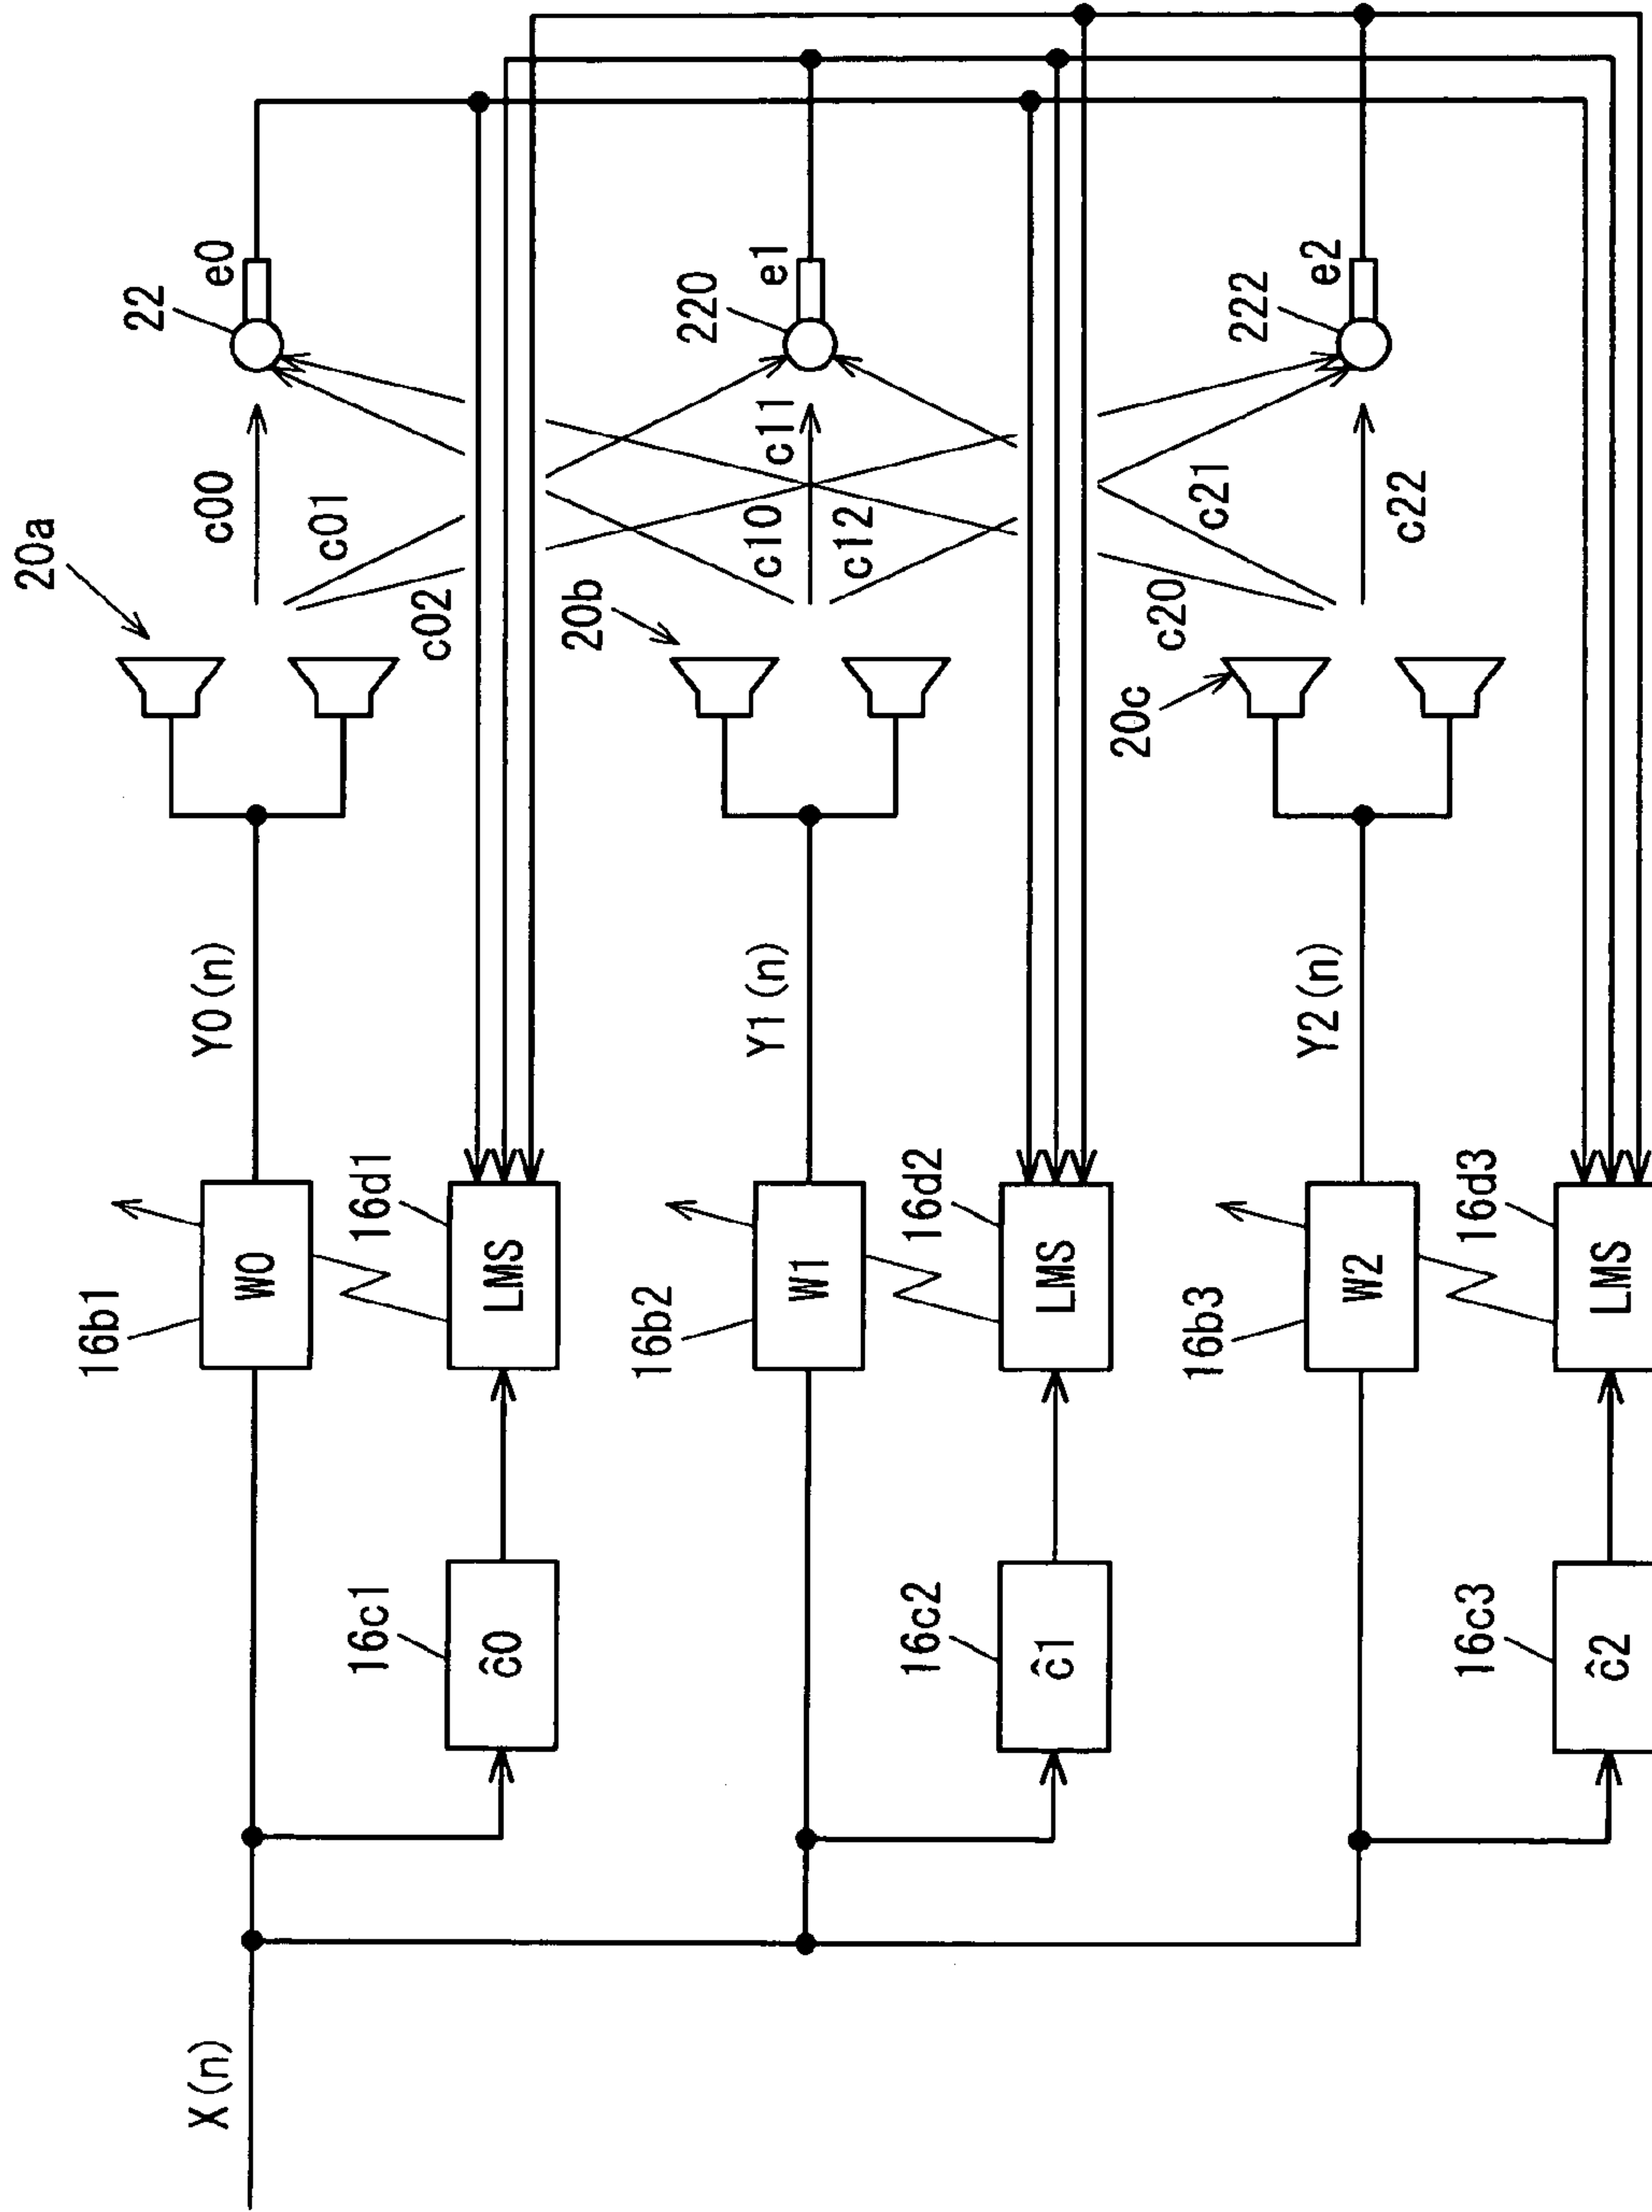 X(n)
16b1
W0
Y0(n)
20a
c00
c01
c02
22
e0
16c1
ĉ0
16d1
LMS
16b2
W1
Y1(n)
20b
c10
c11
c12
220
e1
16c2
ĉ1
16d2
LMS
16b3
W2
Y2(n)
20c
c20
c21
c22
222
e2
16c3
ĉ2
16d3
LMS